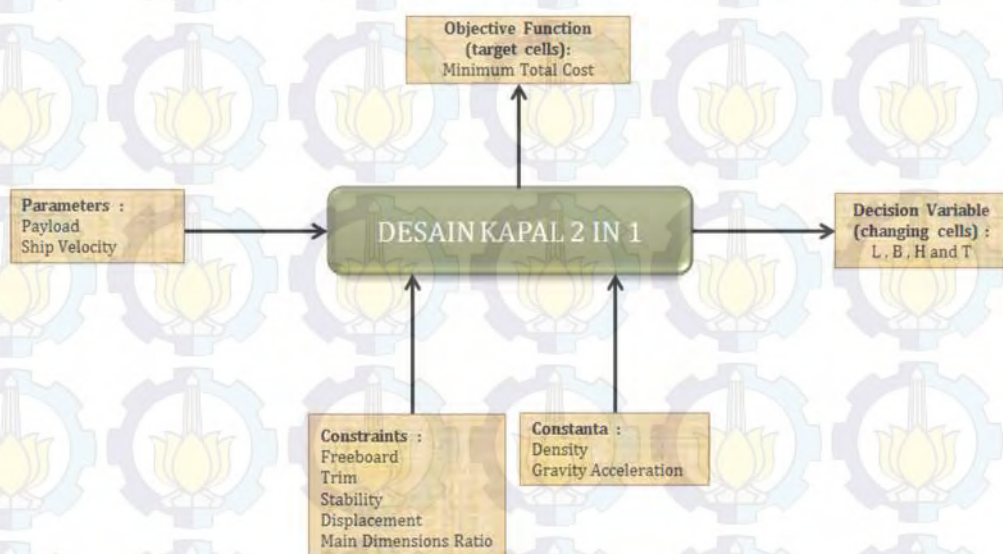 Objective Function
(target cells):
Minimum Total Cost
Parameters :
Payload
Ship Velocity
DESAIN KAPAL 2 IN 1
Decision Variable
(changing cells) :
L , B , H and T
Constraints :
Freeboard
Trim
Stability
Displacement
Main Dimensions Ratio
Constanta :
Density
Gravity Acceleration